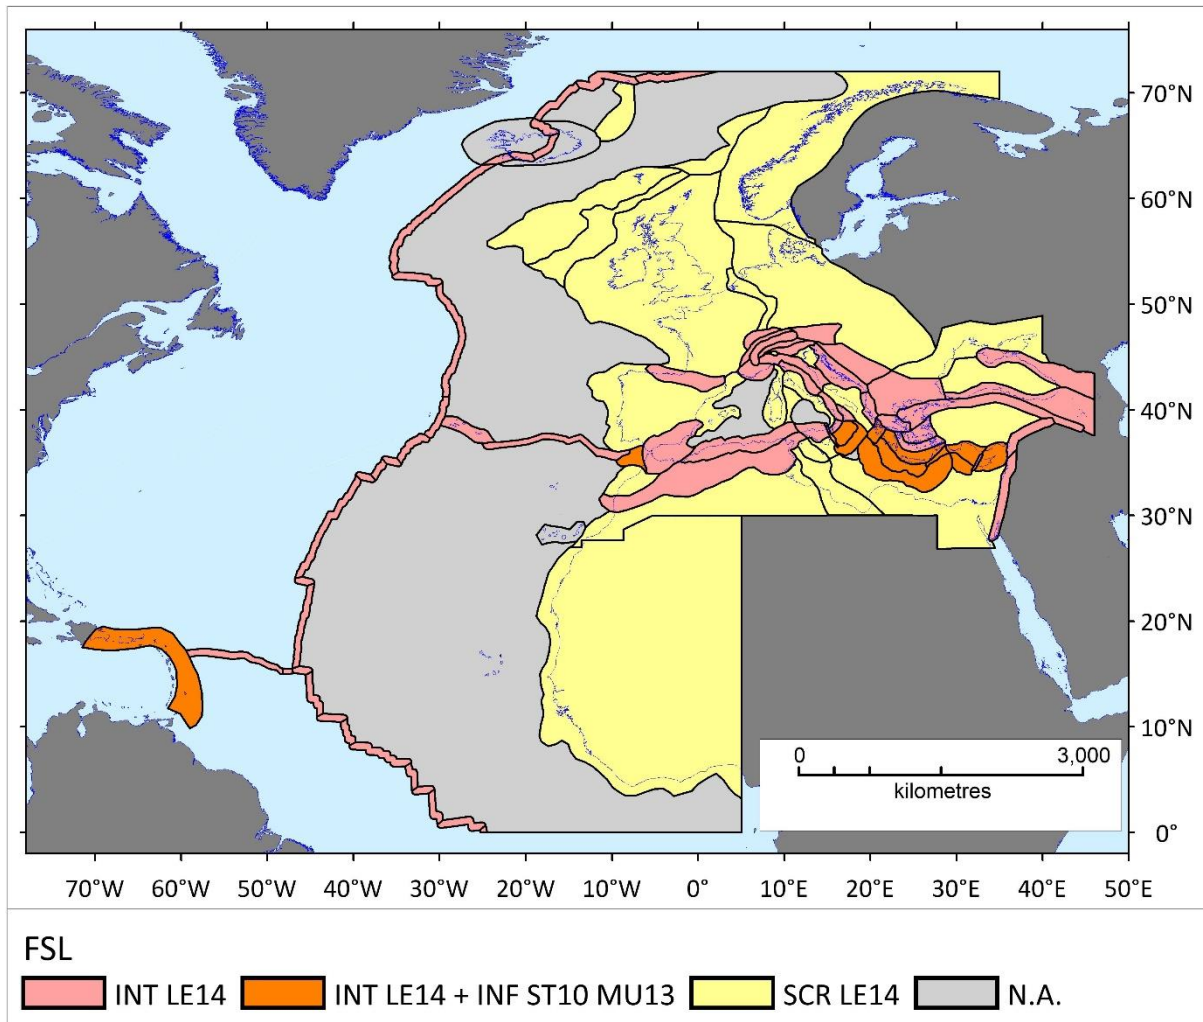 70°N
60°N
50°N
40°N
30°N
20°N
10°N
0°
0 3,000
kilometres
70°W 60°W 50°W 40°W 30°W 20°W 10°W 0° 10°E 20°E 30°E 40°E 50°E
FSL
INT LE14 INT LE14 + INF ST10 MU13 SCR LE14 N.A.